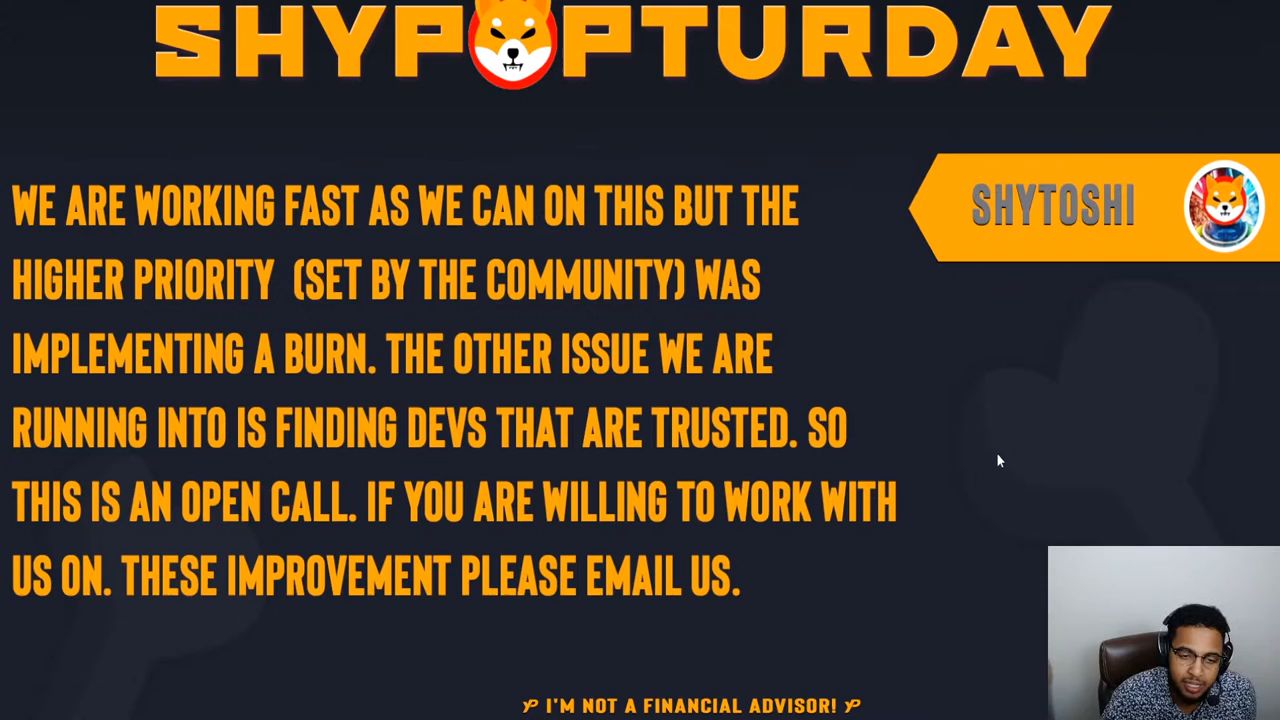 SHYPOPTURDAY
SHYTOSHI
WE ARE WORKING FAST AS WE CAN ON THIS BUT THE
HIGHER PRIORITY (SET BY THE COMMUNITY) WAS
IMPLEMENTING A BURN. THE OTHER ISSUE WE ARE
RUNNING INTO IS FINDING DEVS THAT ARE TRUSTED. SO
THIS IS AN OPEN CALL. IF YOU ARE WILLING TO WORK WITH
US ON. THESE IMPROVEMENT PLEASE EMAIL US.
I'M NOT A FINANCIAL ADVISOR!